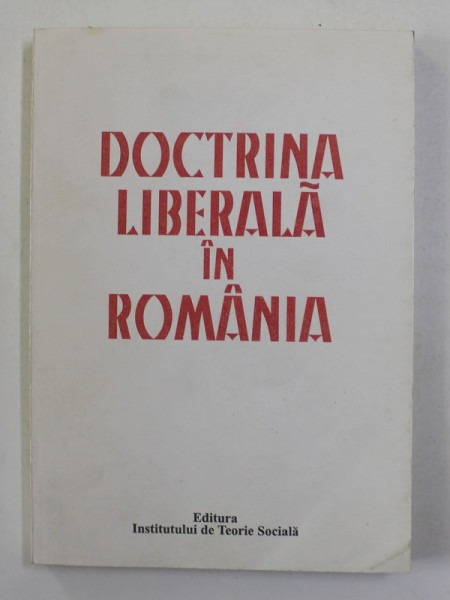 DOCTRINA
LIBERALĂ
ÎN
ROMÂNIA
Editura
Institutului de Teorie Socială